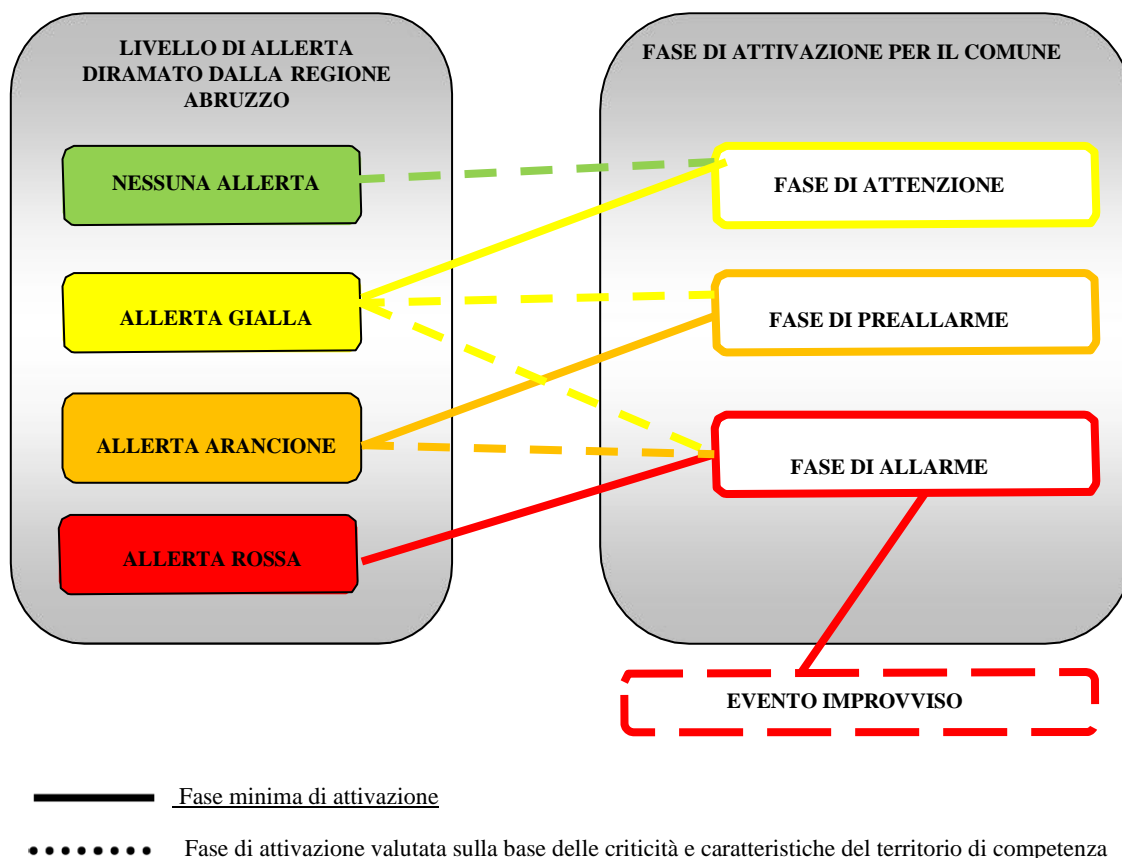 LIVELLO DI ALLERTA
DIRAMATO DALLA REGIONE
ABRUZZO
NESSUNA ALLERTA
ALLERTA GIALLA
ALLERTA ARANCIONE
ALLERTA ROSSA
FASE DI ATTIVAZIONE PER IL COMUNE
FASE DI ATTENZIONE
FASE DI PREALLARME
FASE DI ALLARME
EVENTO IMPROVVISO
Fase minima di attivazione
Fase di attivazione valutata sulla base delle criticità e caratteristiche del territorio di competenza